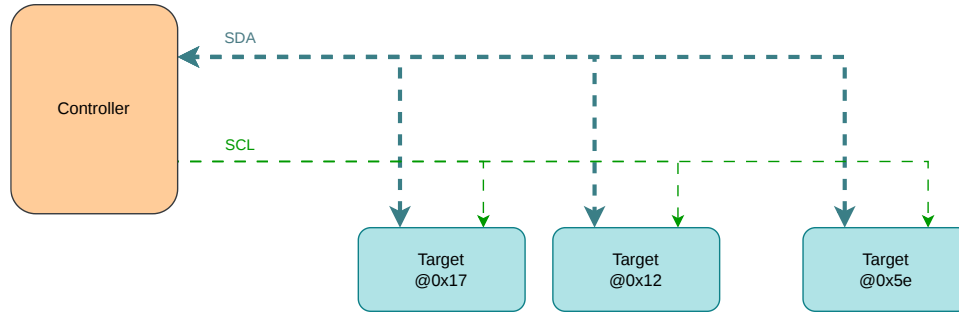 SDA
Controller
SCL
Target
@0x17
Target
@0x12
Target
@0x5e